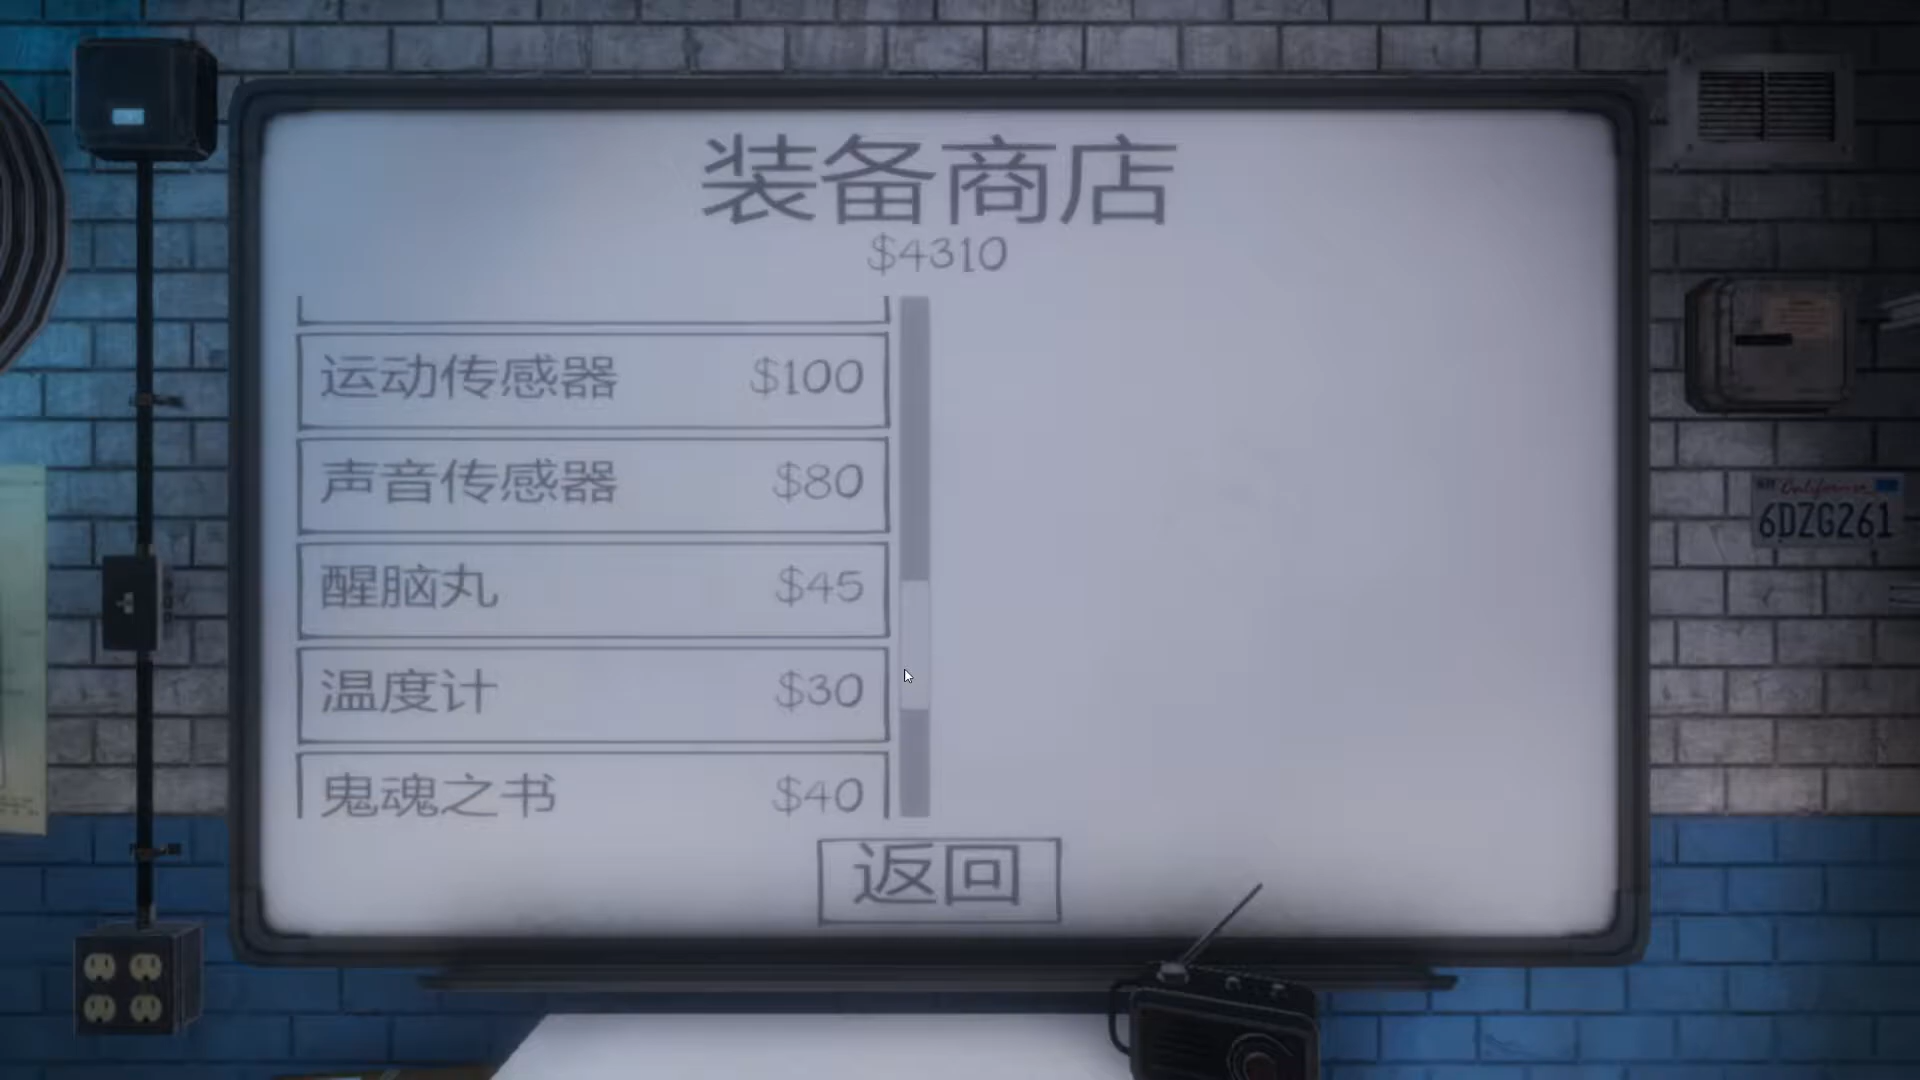 装备商店
$4310
运动传感器 $100
声音传感器 $80
醒脑丸 $45
温度计 $30
鬼魂之书 $40
返回
California
6DZG261